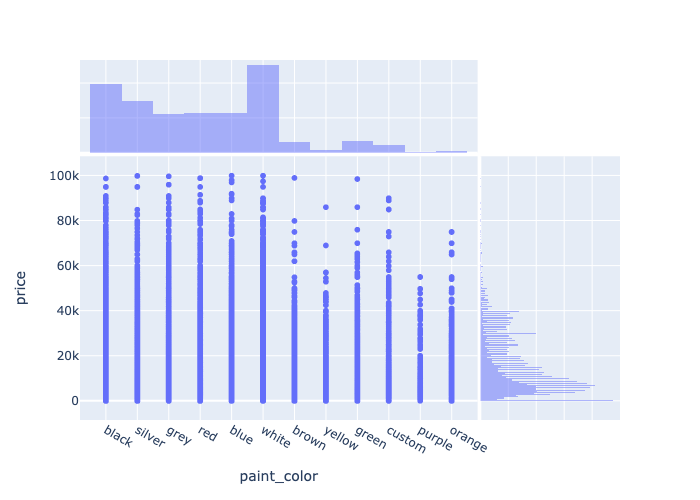 100k
80k
60k
40k
20k
0
price
black
silver
grey
red
blue
white
brown
yellow
green
custom
purple
orange
paint_color